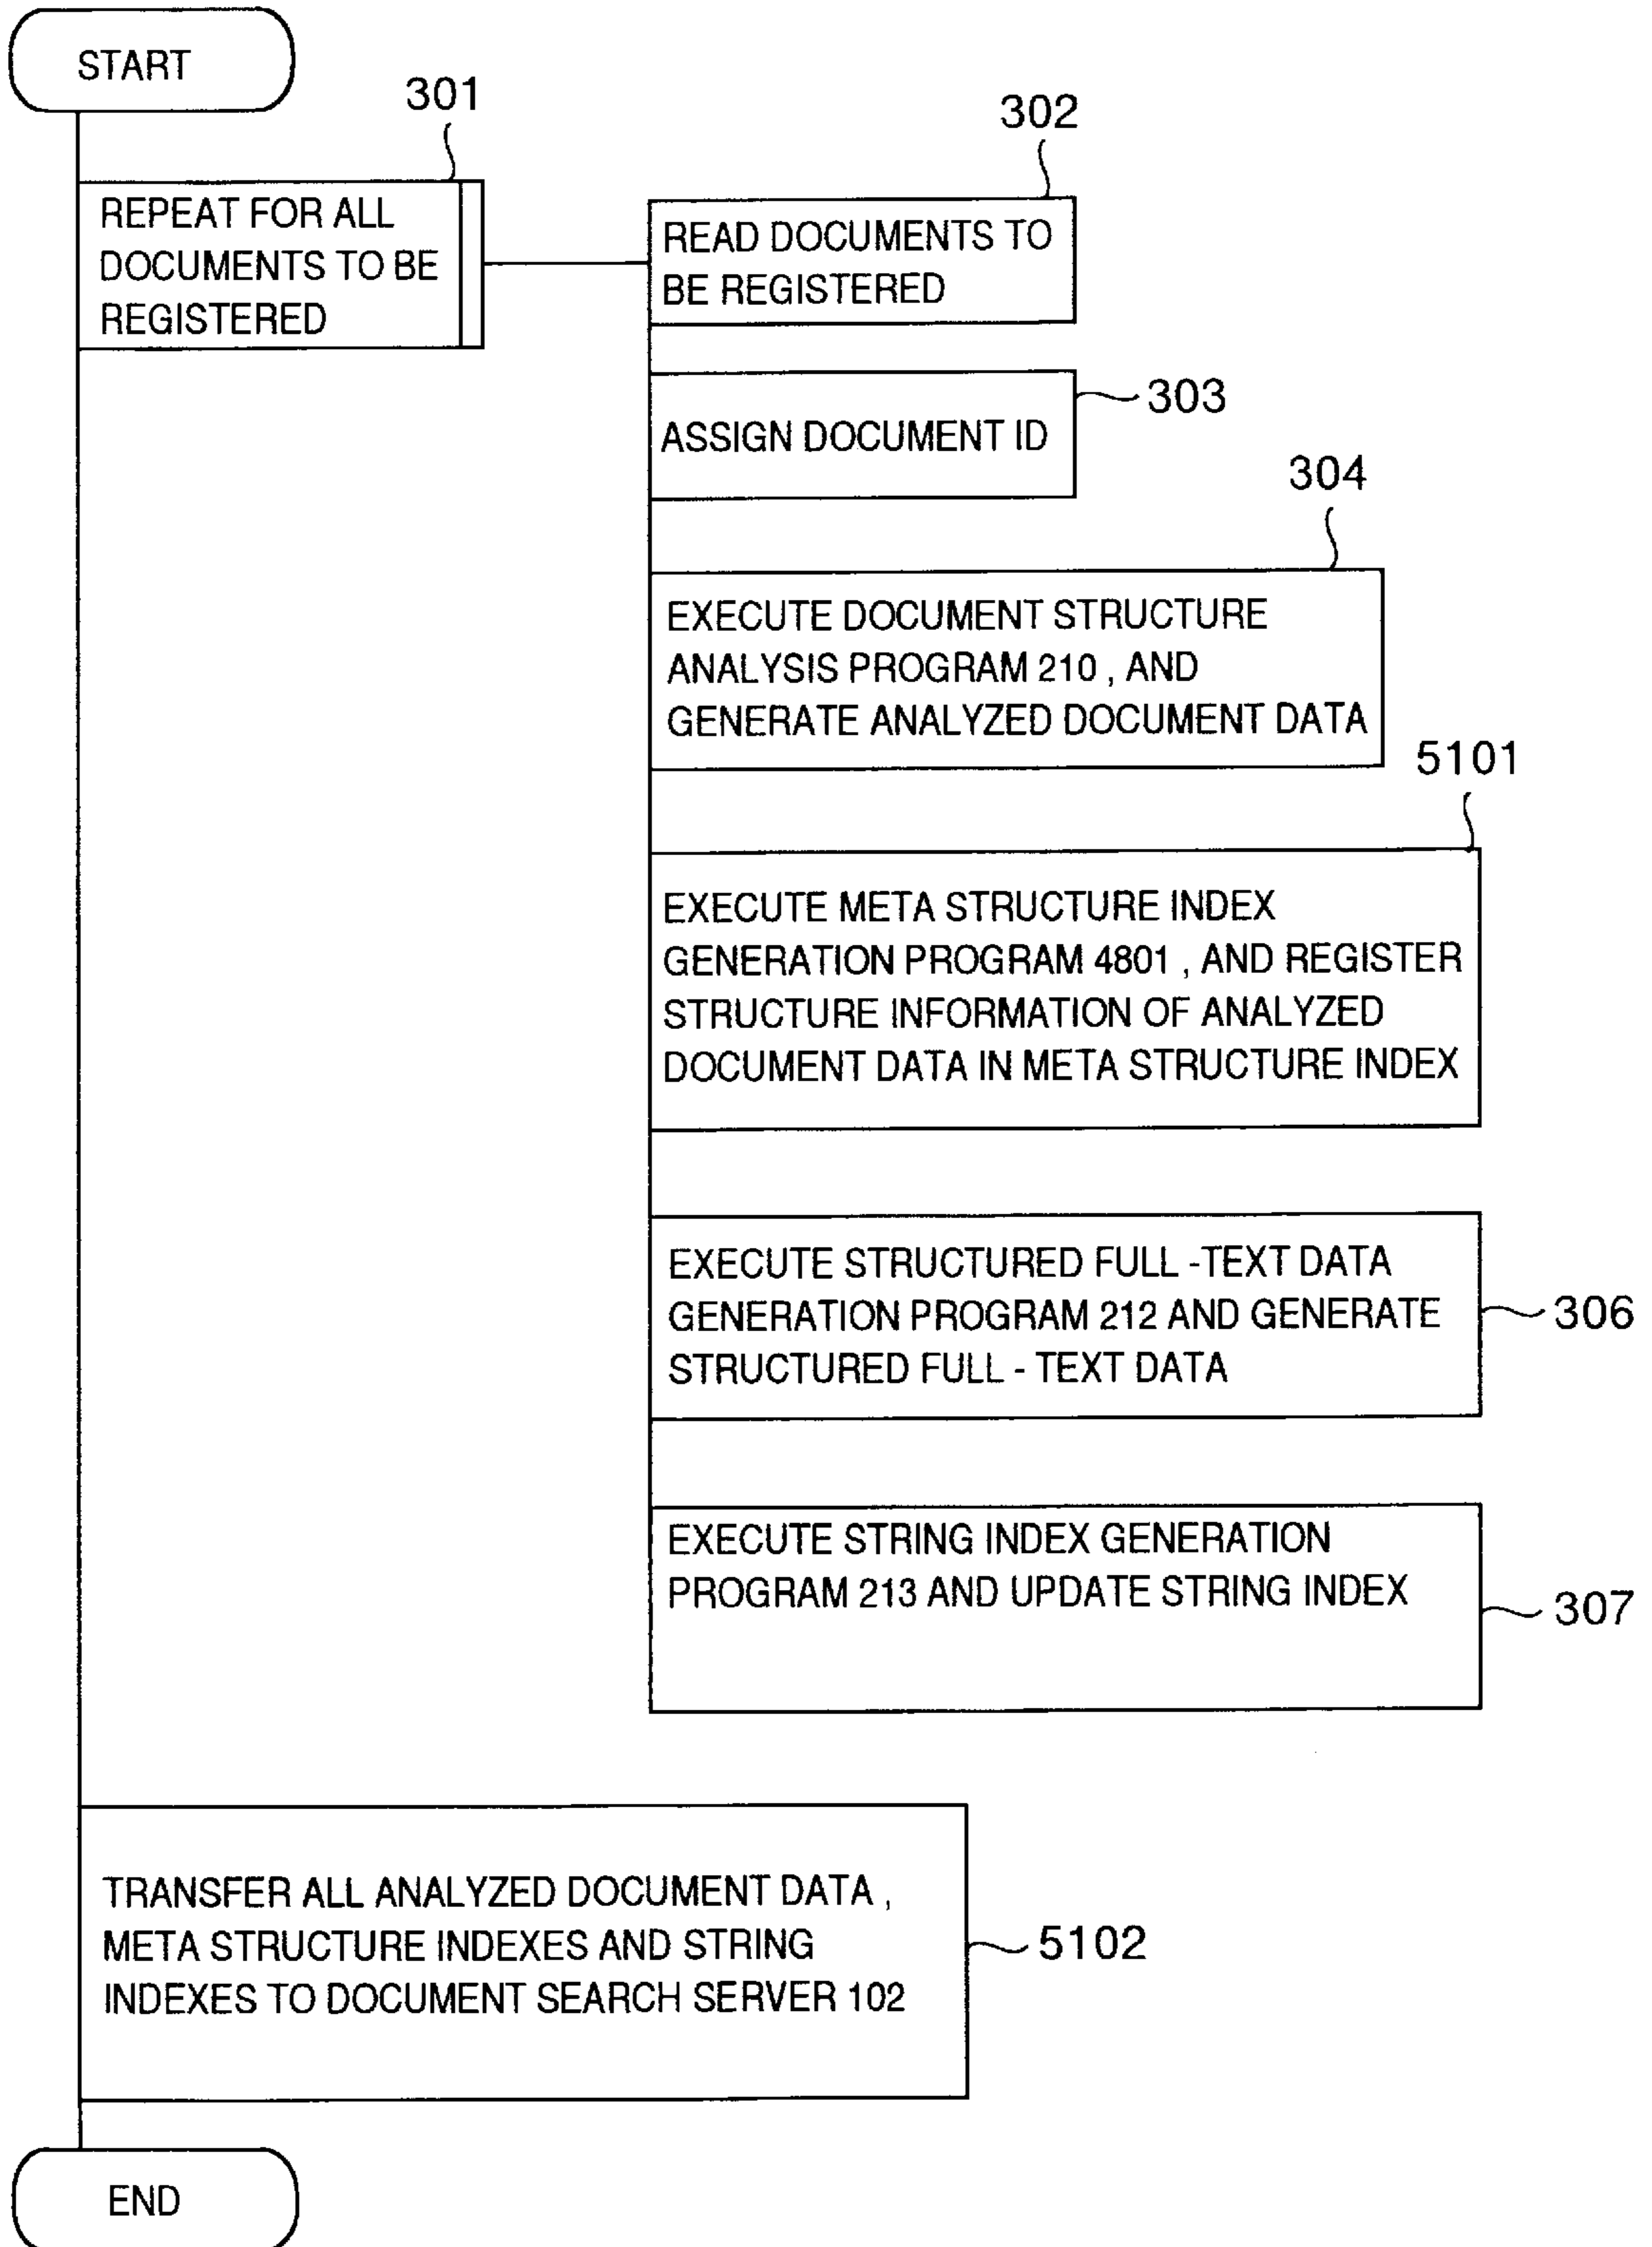 START
301
302
REPEAT FOR ALL
DOCUMENTS TO BE
REGISTERED
READ DOCUMENTS TO
BE REGISTERED
303
ASSIGN DOCUMENT ID
304
EXECUTE DOCUMENT STRUCTURE
ANALYSIS PROGRAM 210 , AND
GENERATE ANALYZED DOCUMENT DATA
5101
EXECUTE META STRUCTURE INDEX
GENERATION PROGRAM 4801 , AND REGISTER
STRUCTURE INFORMATION OF ANALYZED
DOCUMENT DATA IN META STRUCTURE INDEX
EXECUTE STRUCTURED FULL -TEXT DATA
GENERATION PROGRAM 212 AND GENERATE
STRUCTURED FULL - TEXT DATA
306
EXECUTE STRING INDEX GENERATION
PROGRAM 213 AND UPDATE STRING INDEX
307
TRANSFER ALL ANALYZED DOCUMENT DATA ,
META STRUCTURE INDEXES AND STRING
INDEXES TO DOCUMENT SEARCH SERVER 102
5102
END